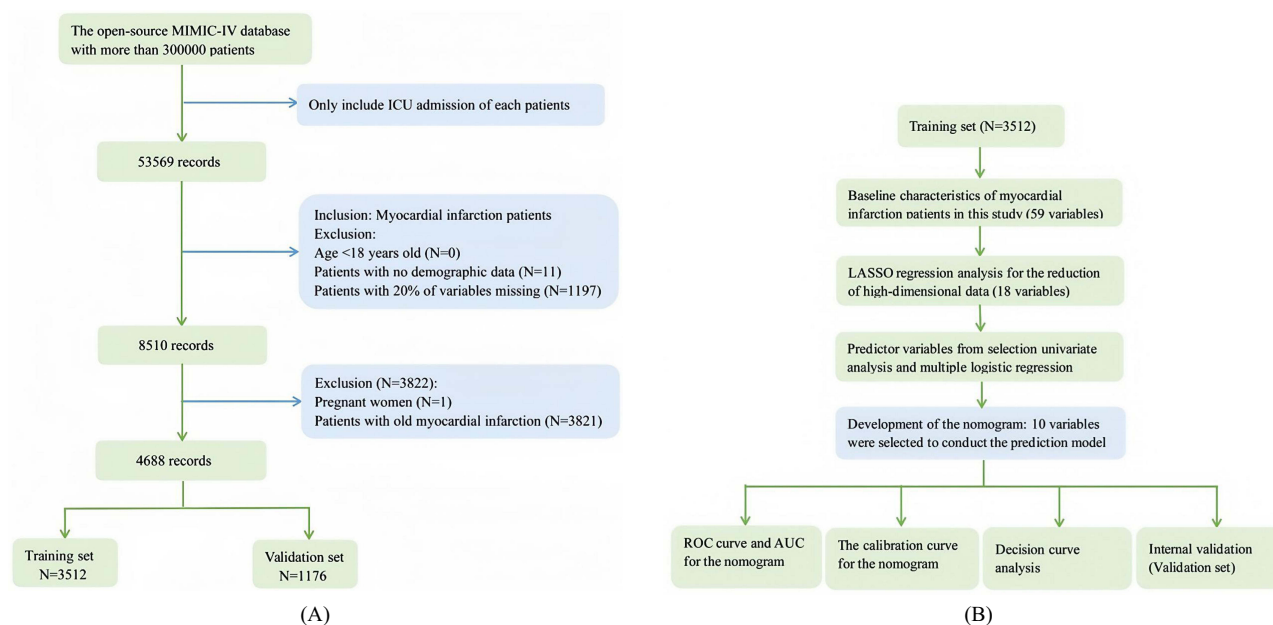 The open-source MIMIC-IV database
with more than 300000 patients
Only include ICU admission of each patients
53569 records
Inclusion: Myocardial infarction patients
Exclusion:
Age <18 years old (N=0)
Patients with no demographic data (N=11)
Patients with 20% of variables missing (N=1197)
8510 records
Exclusion (N=3822):
Pregnant women (N=1)
Patients with old myocardial infarction (N=3821)
4688 records
Training set
N=3512
Validation set
N=1176
(A)
Training set (N=3512)
Baseline characteristics of myocardial
infarction patients in this study (59 variables)
LASSO regression analysis for the reduction
of high-dimensional data (18 variables)
Predictor variables from selection univariate
analysis and multiple logistic regression
Development of the nomogram: 10 variables
were selected to conduct the prediction model
ROC curve and AUC
for the nomogram
The calibration curve
for the nomogram
Decision curve
analysis
Internal validation
(Validation set)
(B)